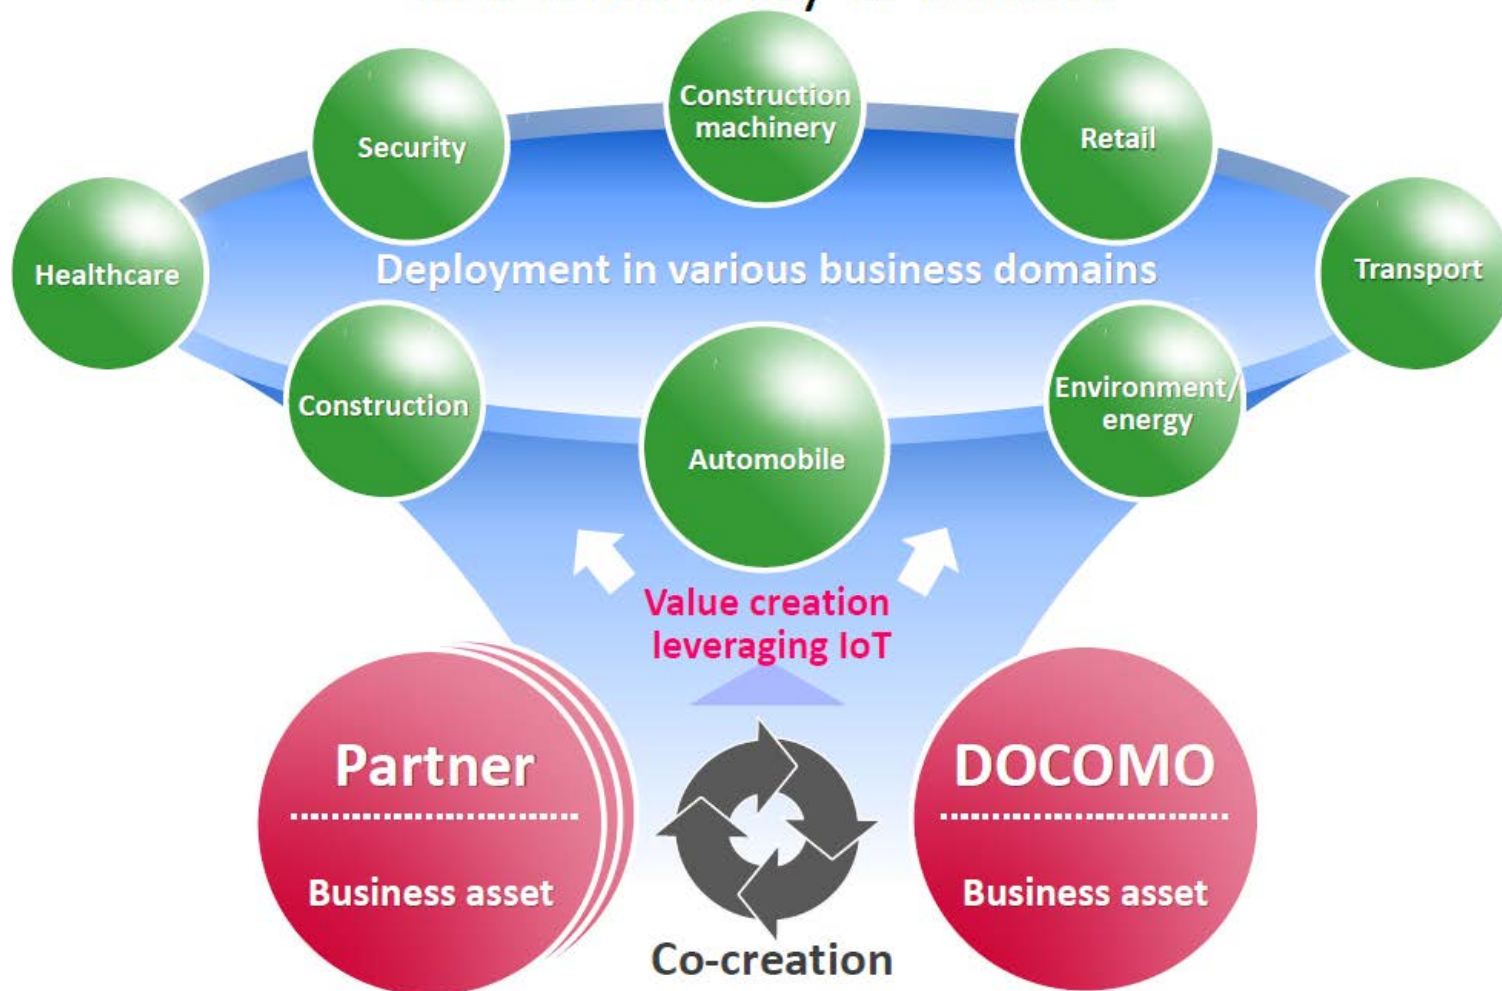 Construction
machinery
Security
Retail
Healthcare
Deployment in various business domains
Transport
Construction
Environment/
energy
Automobile
Value creation
leveraging IoT
Partner
DOCOMO
Business asset
Business asset
Co-creation